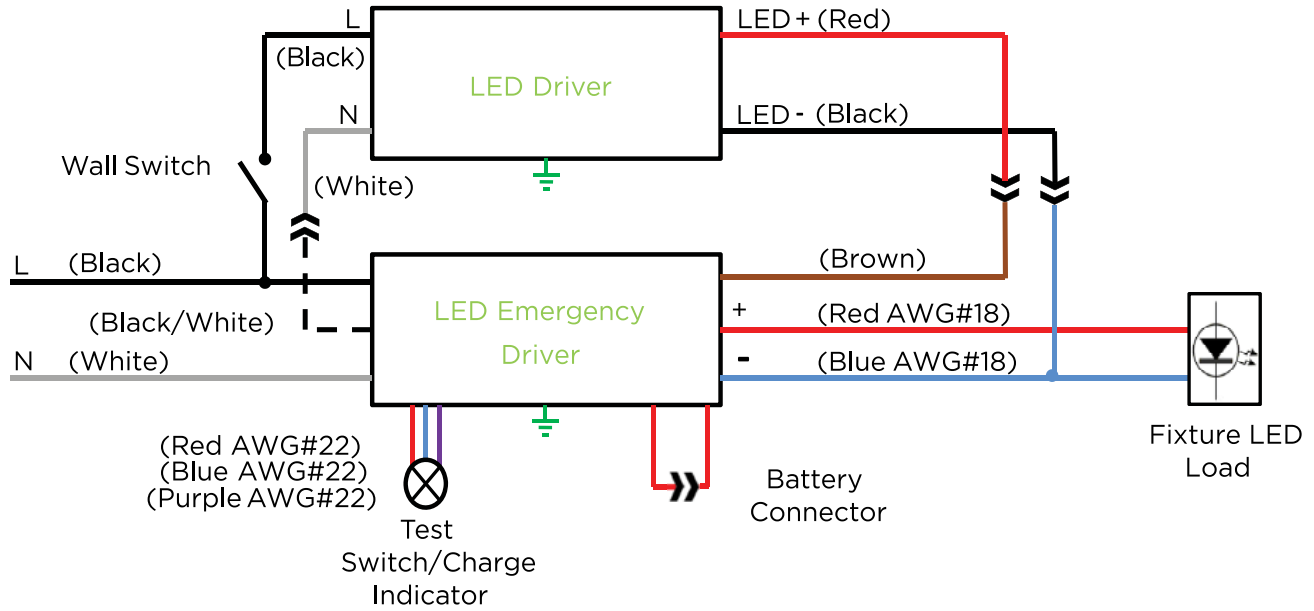 L
LED + (Red)
(Black)
LED Driver
N
LED - (Black)
Wall Switch
(White)
L (Black)
(Brown)
LED Emergency
Driver
+
(Red AWG#18)
(Black/White)
N (White)
-
(Blue AWG#18)
Fixture LED
Load
(Red AWG#22)
(Blue AWG#22)
(Purple AWG#22)
Battery
Connector
Test
Switch/Charge
Indicator